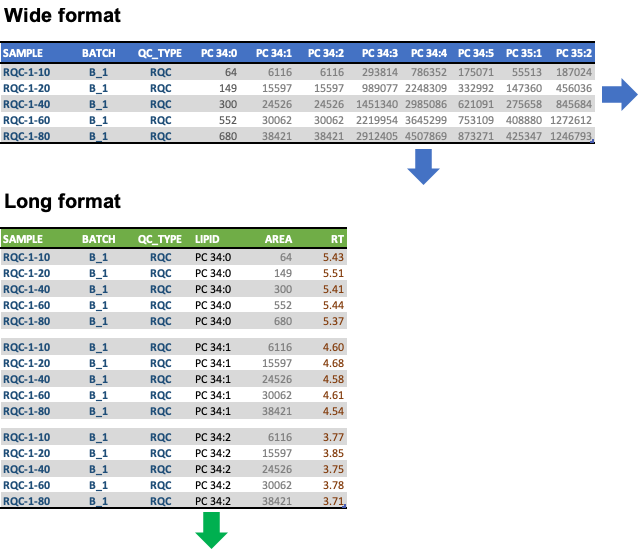 Wide format
SAMPLE BATCH QC_TYPE PC 34:0 PC 34:1 PC 34:2 PC 34:3 PC 34:4 PC 34:5 PC 35:1 PC 35:2
RQC-1-10 B_1 RQC 64 6116 6116 293814 786352 175071 55513 187024
RQC-1-20 B_1 RQC 149 15597 15597 989077 2248309 332992 147360 456036
RQC-1-40 B_1 RQC 300 24526 24526 1451340 2985086 621091 275658 845684
RQC-1-60 B_1 RQC 552 30062 30062 2219954 3645299 753109 408880 1272612
RQC-1-80 B_1 RQC 680 38421 38421 2912405 4507869 873271 425347 1246793
Long format
SAMPLE BATCH QC_TYPE LIPID AREA RT
RQC-1-10 B_1 RQC PC 34:0 64 5.43
RQC-1-20 B_1 RQC PC 34:0 149 5.51
RQC-1-40 B_1 RQC PC 34:0 300 5.41
RQC-1-60 B_1 RQC PC 34:0 552 5.44
RQC-1-80 B_1 RQC PC 34:0 680 5.37
RQC-1-10 B_1 RQC PC 34:1 6116 4.60
RQC-1-20 B_1 RQC PC 34:1 15597 4.68
RQC-1-40 B_1 RQC PC 34:1 24526 4.58
RQC-1-60 B_1 RQC PC 34:1 30062 4.61
RQC-1-80 B_1 RQC PC 34:1 38421 4.54
RQC-1-10 B_1 RQC PC 34:2 6116 3.77
RQC-1-20 B_1 RQC PC 34:2 15597 3.85
RQC-1-40 B_1 RQC PC 34:2 24526 3.75
RQC-1-60 B_1 RQC PC 34:2 30062 3.78
RQC-1-80 B_1 RQC PC 34:2 38421 3.71